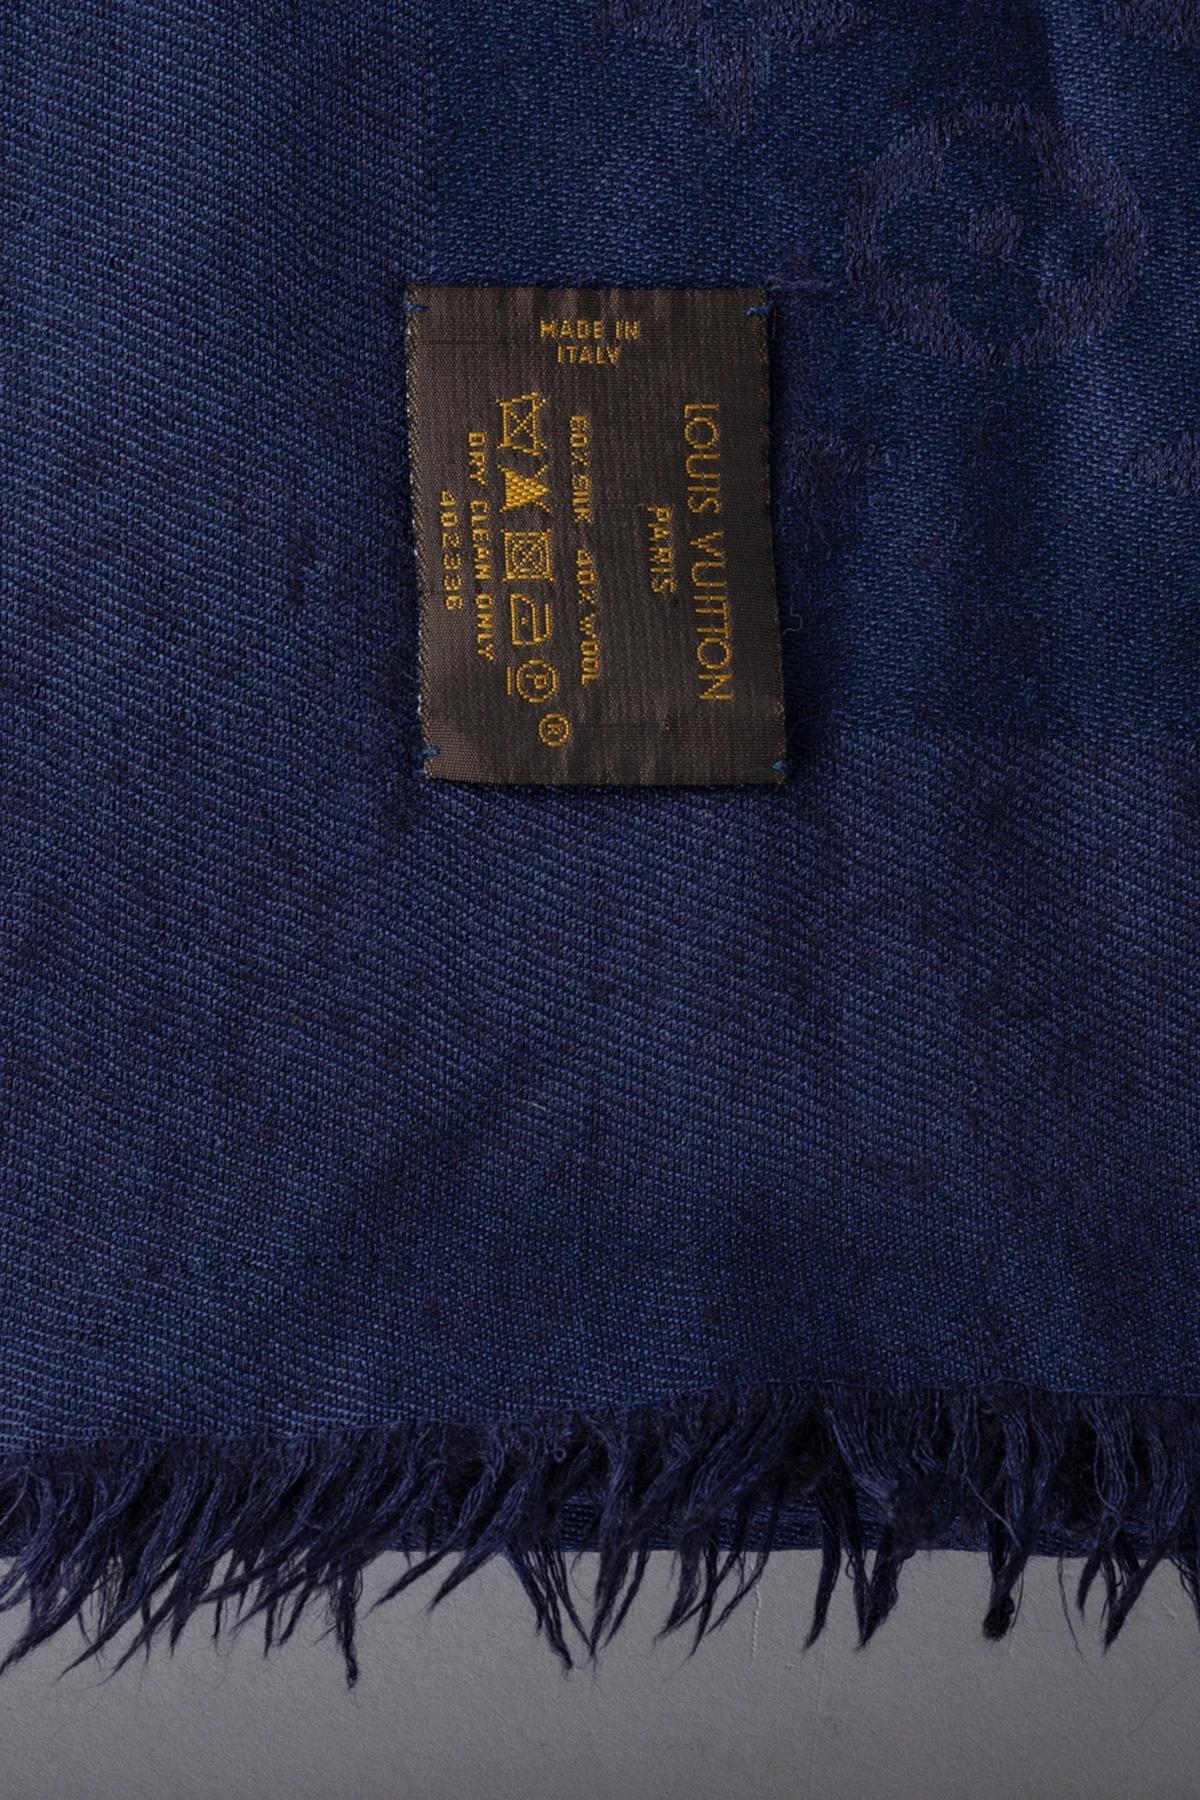 MADE IN
ITALY
LOUIS VUITTON
PARIS
60% SILK 40% WOOL
P
®
DRY CLEAN ONLY
402336